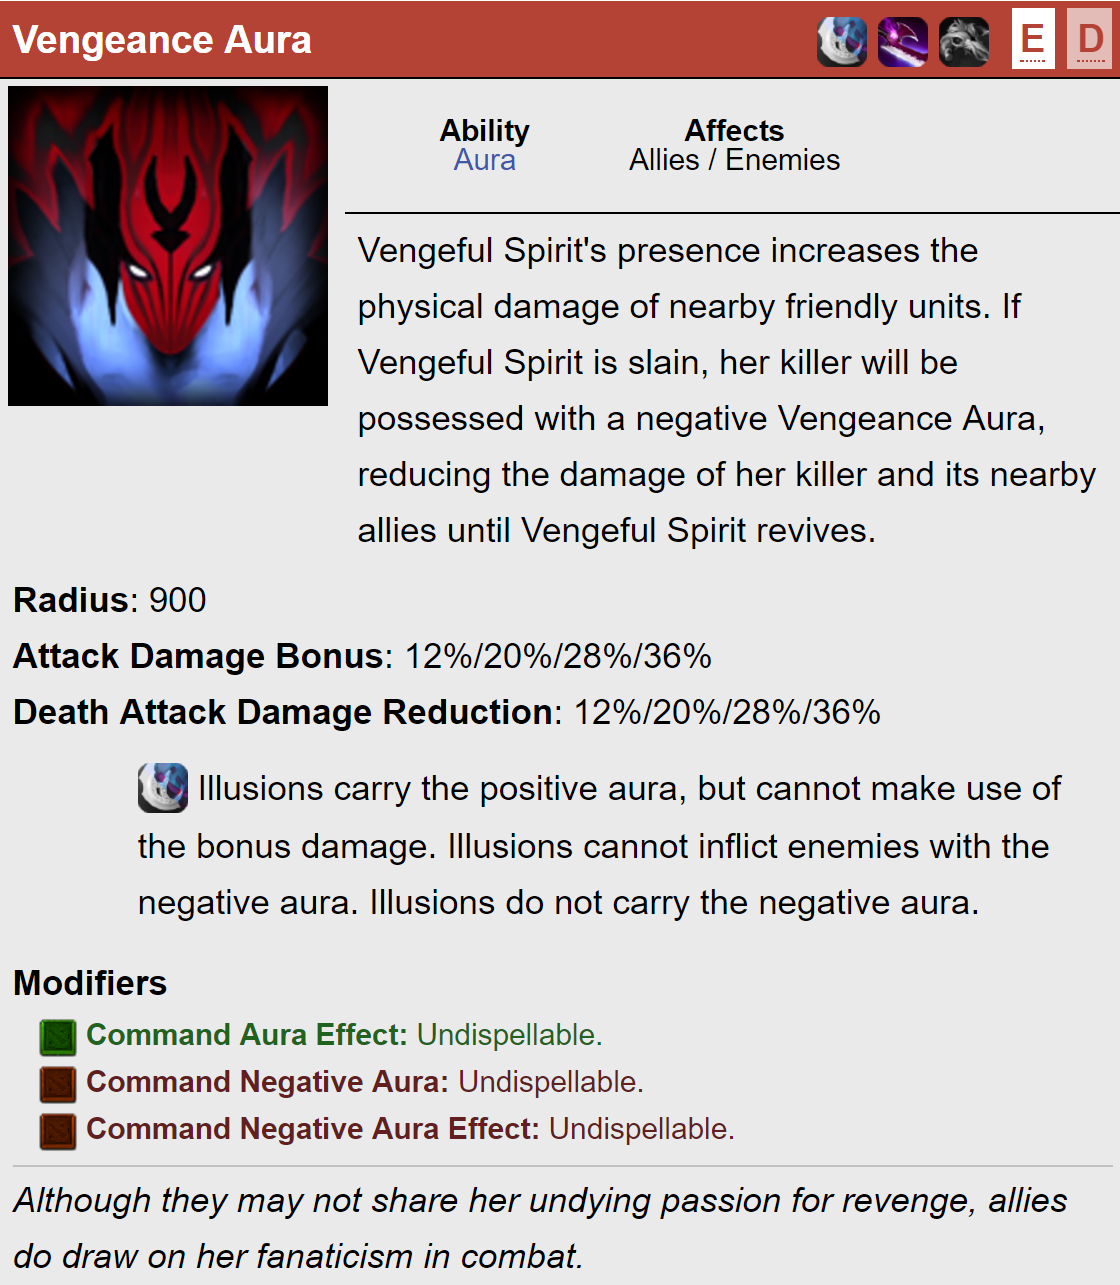 Vengeance Aura
E
D
Ability
Affects
Aura
Allies / Enemies
Vengeful Spirit's presence increases the
physical damage of nearby friendly units. If
Vengeful Spirit is slain, her killer will be
possessed with a negative Vengeance Aura,
reducing the damage of her killer and its nearby
allies until Vengeful Spirit revives.
Radius: 900
Attack Damage Bonus: 12%/20%/28%/36%
Death Attack Damage Reduction: 12%/20%/28%/36%
Illusions carry the positive aura, but cannot make use of
the bonus damage. Illusions cannot inflict enemies with the
negative aura. Illusions do not carry the negative aura.
Modifiers
Command Aura Effect: Undispellable.
Command Negative Aura: Undispellable.
Command Negative Aura Effect: Undispellable.
Although they may not share her undying passion for revenge, allies
do draw on her fanaticism in combat.